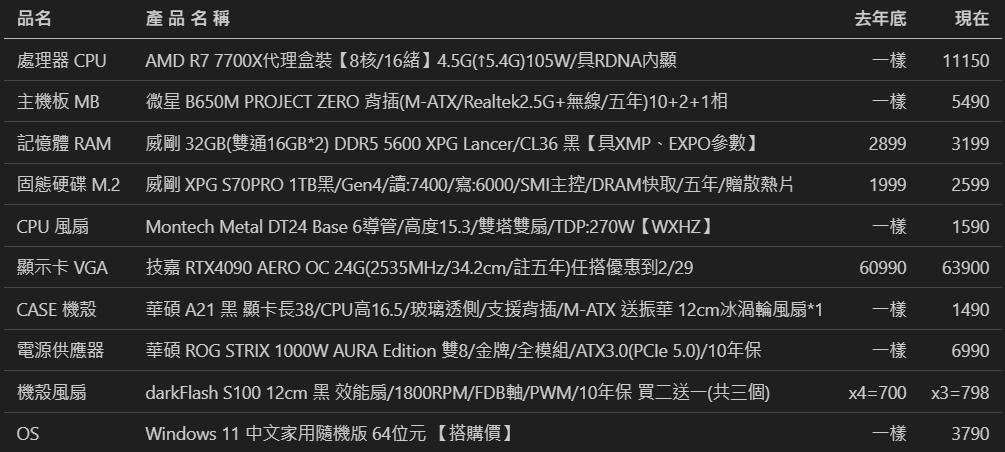 品名 產 品 名 稱 去年底 現在
處理器 CPU AMD R7 7700X代理盒裝【8核/16緒】4.5G(↑5.4G)105W/具RDNA內顯 一樣 11150
主機板 MB 微星 B650M PROJECT ZERO 背插(M-ATX/Realtek2.5G+無線/五年)10+2+1相 一樣 5490
記憶體 RAM 威剛 32GB(雙通16GB*2) DDR5 5600 XPG Lancer/CL36 黑【具XMP、EXPO參數】 2899 3199
固態硬碟 M.2 威剛 XPG S70PRO 1TB黑/Gen4/讀:7400/寫:6000/SMI主控/DRAM快取/五年/贈散熱片 1999 2599
CPU 風扇 Montech Metal DT24 Base 6導管/高度15.3/雙塔雙扇/TDP:270W【WXHZ】 一樣 1590
顯示卡 VGA 技嘉 RTX4090 AERO OC 24G(2535MHz/34.2cm/註五年)任搭優惠到2/29 60990 63900
CASE 機殼 華碩 A21 黑 顯卡長38/CPU高16.5/玻璃透側/支援背插/M-ATX 送振華 12cm冰渦輪風扇*1 一樣 1490
電源供應器 華碩 ROG STRIX 1000W AURA Edition 雙8/金牌/全模組/ATX3.0(PCIe 5.0)/10年保 一樣 6990
機殼風扇 darkFlash S100 12cm 黑 效能扇/1800RPM/FDB軸/PWM/10年保 買二送一(共三個) x4=700 x3=798
OS Windows 11 中文家用隨機版 64位元 【搭購價】 一樣 3790